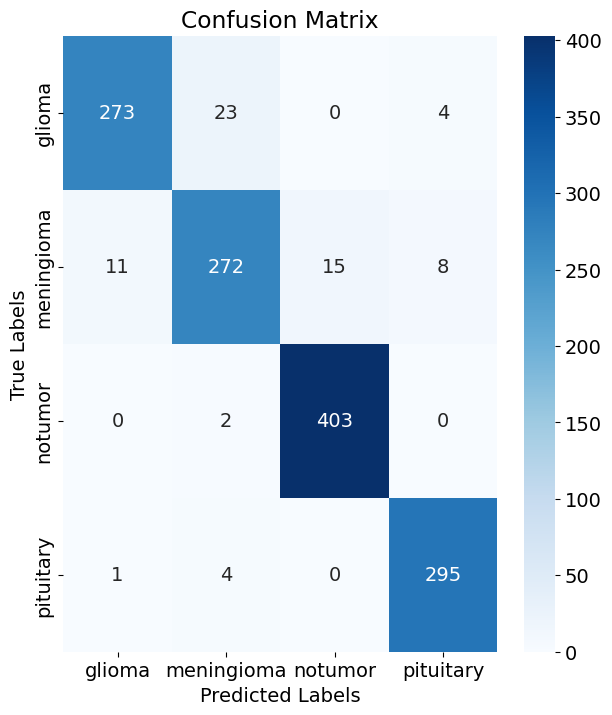 Confusion Matrix
True Labels
glioma
273 23 0 4
meningioma
11 272 15 8
notumor
0 2 403 0
pituitary
1 4 0 295
glioma meningioma notumor pituitary
Predicted Labels
400
350
300
250
200
150
100
50
0